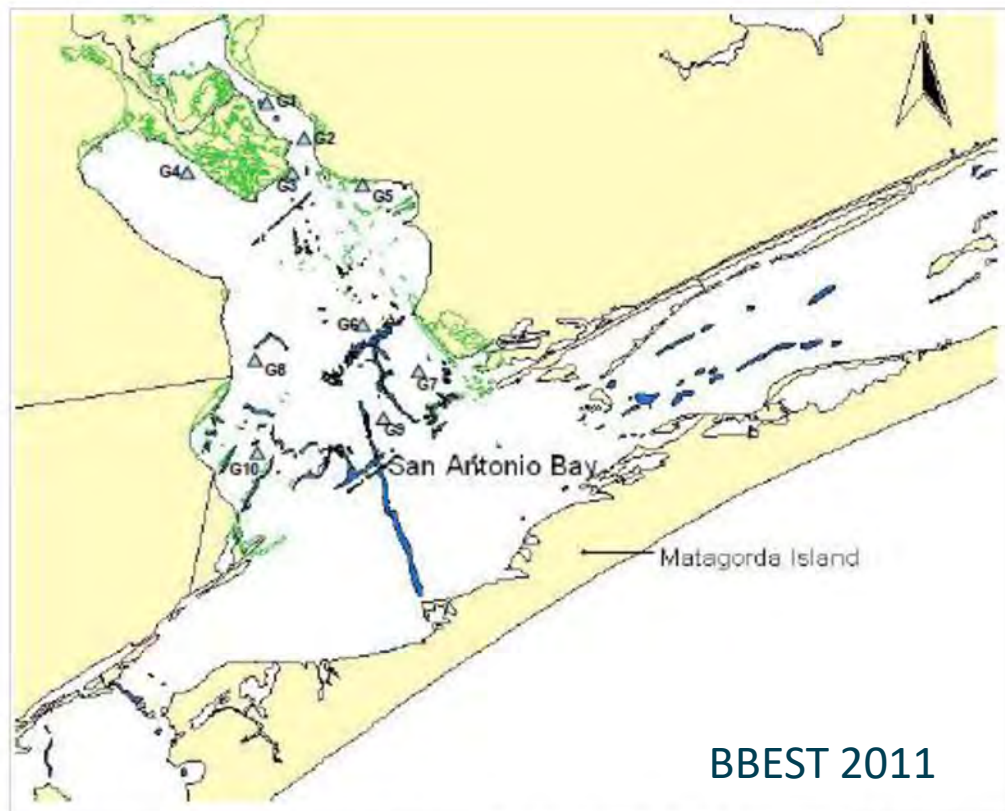 N
G1
G2
G4
G3
G5
G6
G8
G7
G9
G10
San Antonio Bay
Matagorda Island
BBEST 2011